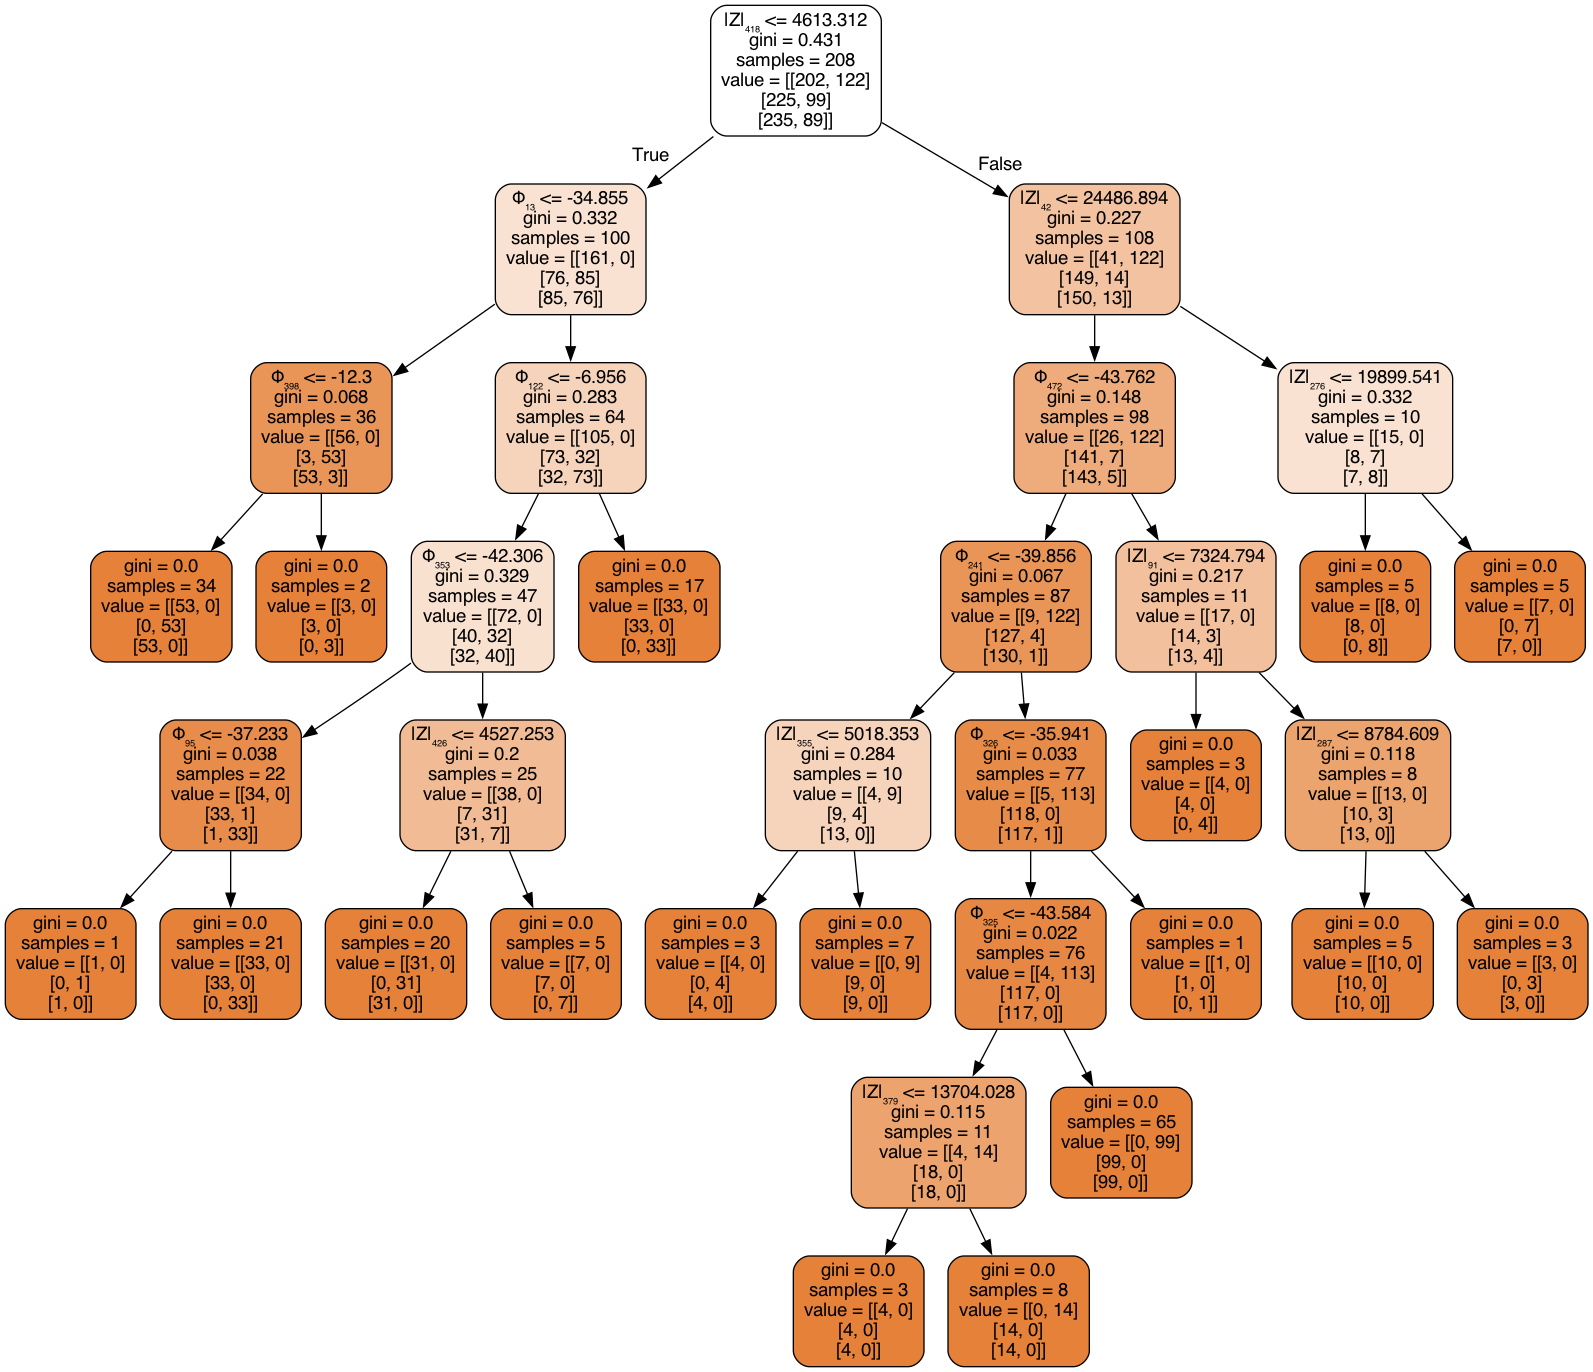 |Z|₄₁₈ <= 4613.312
gini = 0.431
samples = 208
value = [[202, 122]
[225, 99]
[235, 89]]
True
False
Φ₁₃ <= -34.855
gini = 0.332
samples = 100
value = [[161, 0]
[76, 85]
[85, 76]]
|Z|₄₂ <= 24486.894
gini = 0.227
samples = 108
value = [[41, 122]
[149, 14]
[150, 13]]
Φ₃₉₈ <= -12.3
gini = 0.068
samples = 36
value = [[56, 0]
[3, 53]
[53, 3]]
Φ₁₂₂ <= -6.956
gini = 0.283
samples = 64
value = [[105, 0]
[73, 32]
[32, 73]]
Φ₄₇₂ <= -43.762
gini = 0.148
samples = 98
value = [[26, 122]
[141, 7]
[143, 5]]
|Z|₂₇₆ <= 19899.541
gini = 0.332
samples = 10
value = [[15, 0]
[8, 7]
[7, 8]]
gini = 0.0
samples = 34
value = [[53, 0]
[0, 53]
[53, 0]]
gini = 0.0
samples = 2
value = [[3, 0]
[3, 0]
[0, 3]]
Φ₃₅₃ <= -42.306
gini = 0.329
samples = 47
value = [[72, 0]
[40, 32]
[32, 40]]
gini = 0.0
samples = 17
value = [[33, 0]
[33, 0]
[0, 33]]
Φ₂₄₁ <= -39.856
gini = 0.067
samples = 87
value = [[9, 122]
[127, 4]
[130, 1]]
|Z|₉₁ <= 7324.794
gini = 0.217
samples = 11
value = [[17, 0]
[14, 3]
[13, 4]]
gini = 0.0
samples = 5
value = [[8, 0]
[8, 0]
[0, 8]]
gini = 0.0
samples = 5
value = [[7, 0]
[0, 7]
[7, 0]]
Φ₉₅ <= -37.233
gini = 0.038
samples = 22
value = [[34, 0]
[33, 1]
[1, 33]]
|Z|₄₂₆ <= 4527.253
gini = 0.2
samples = 25
value = [[38, 0]
[7, 31]
[31, 7]]
|Z|₃₅₅ <= 5018.353
gini = 0.284
samples = 10
value = [[4, 9]
[9, 4]
[13, 0]]
Φ₃₂₆ <= -35.941
gini = 0.033
samples = 77
value = [[5, 113]
[118, 0]
[117, 1]]
gini = 0.0
samples = 3
value = [[4, 0]
[4, 0]
[0, 4]]
|Z|₂₈₇ <= 8784.609
gini = 0.118
samples = 8
value = [[13, 0]
[10, 3]
[13, 0]]
gini = 0.0
samples = 1
value = [[1, 0]
[0, 1]
[1, 0]]
gini = 0.0
samples = 21
value = [[33, 0]
[33, 0]
[0, 33]]
gini = 0.0
samples = 20
value = [[31, 0]
[0, 31]
[31, 0]]
gini = 0.0
samples = 5
value = [[7, 0]
[7, 0]
[0, 7]]
gini = 0.0
samples = 3
value = [[4, 0]
[0, 4]
[4, 0]]
gini = 0.0
samples = 7
value = [[0, 9]
[9, 0]
[9, 0]]
Φ₃₂₅ <= -43.584
gini = 0.022
samples = 76
value = [[4, 113]
[117, 0]
[117, 0]]
gini = 0.0
samples = 1
value = [[1, 0]
[1, 0]
[0, 1]]
gini = 0.0
samples = 5
value = [[10, 0]
[10, 0]
[10, 0]]
gini = 0.0
samples = 3
value = [[3, 0]
[0, 3]
[3, 0]]
|Z|₃₇₉ <= 13704.028
gini = 0.115
samples = 11
value = [[4, 14]
[18, 0]
[18, 0]]
gini = 0.0
samples = 65
value = [[0, 99]
[99, 0]
[99, 0]]
gini = 0.0
samples = 3
value = [[4, 0]
[4, 0]
[4, 0]]
gini = 0.0
samples = 8
value = [[0, 14]
[14, 0]
[14, 0]]